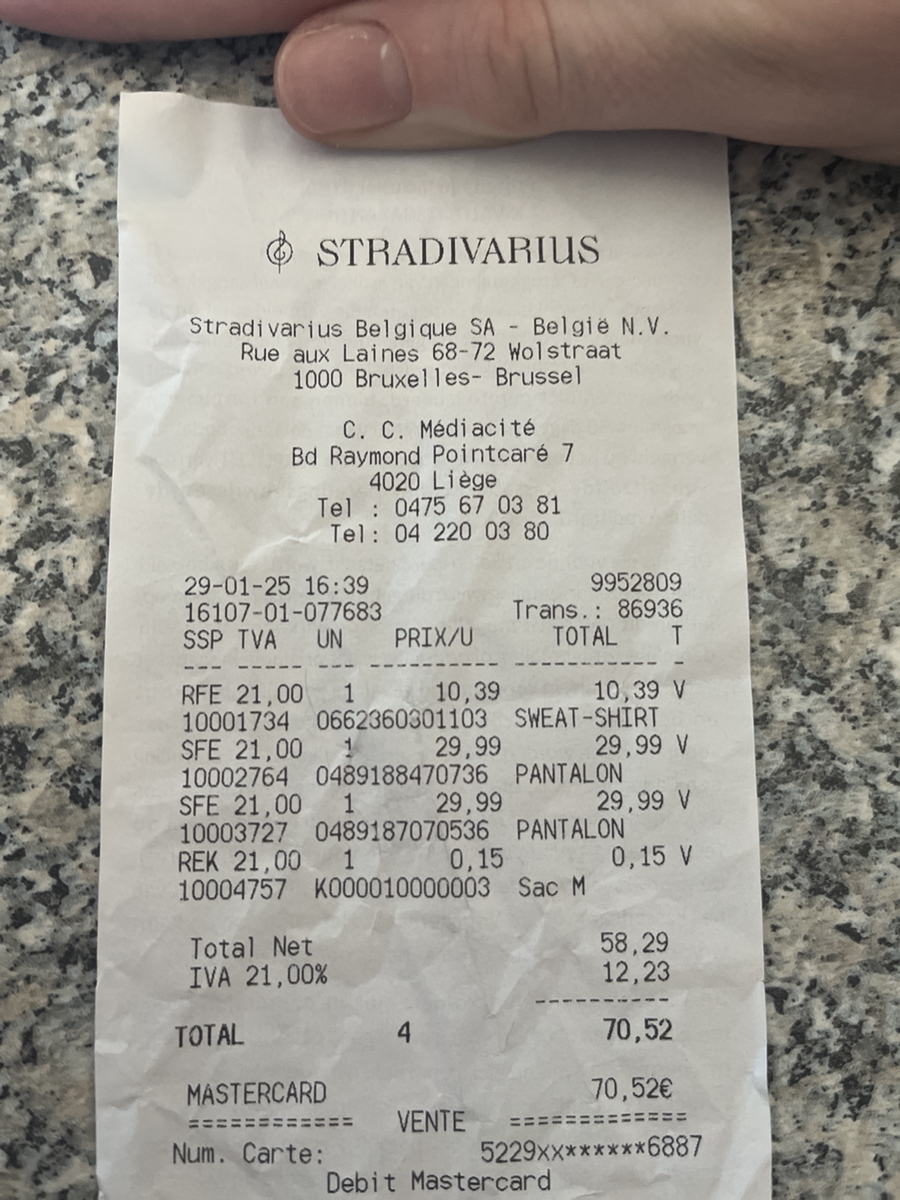 STRADIVARIUS
Stradivarius Belgique SA - België N.V.
Rue aux Laines 68-72 Wolstraat
1000 Bruxelles- Brussel
C. C. Médiacité
Bd Raymond Pointcaré 7
4020 Liège
Tel : 0475 67 03 81
Tel: 04 220 03 80
29-01-25 16:39 9952809
16107-01-077683 Trans.: 86936
SSP TVA UN PRIX/U TOTAL T
--- ----- --- ---------- ----------- -
RFE 21,00 1 10,39 10,39 V
10001734 0662360301103 SWEAT-SHIRT
SFE 21,00 1 29,99 29,99 V
10002764 0489188470736 PANTALON
SFE 21,00 1 29,99 29,99 V
10003727 0489187070536 PANTALON
REK 21,00 1 0,15 0,15 V
10004757 K000010000003 Sac M
Total Net 58,29
IVA 21,00% 12,23
----------
TOTAL 4 70,52
MASTERCARD 70,52€
============ VENTE =============
Num. Carte: 5229xx******6887
Debit Mastercard